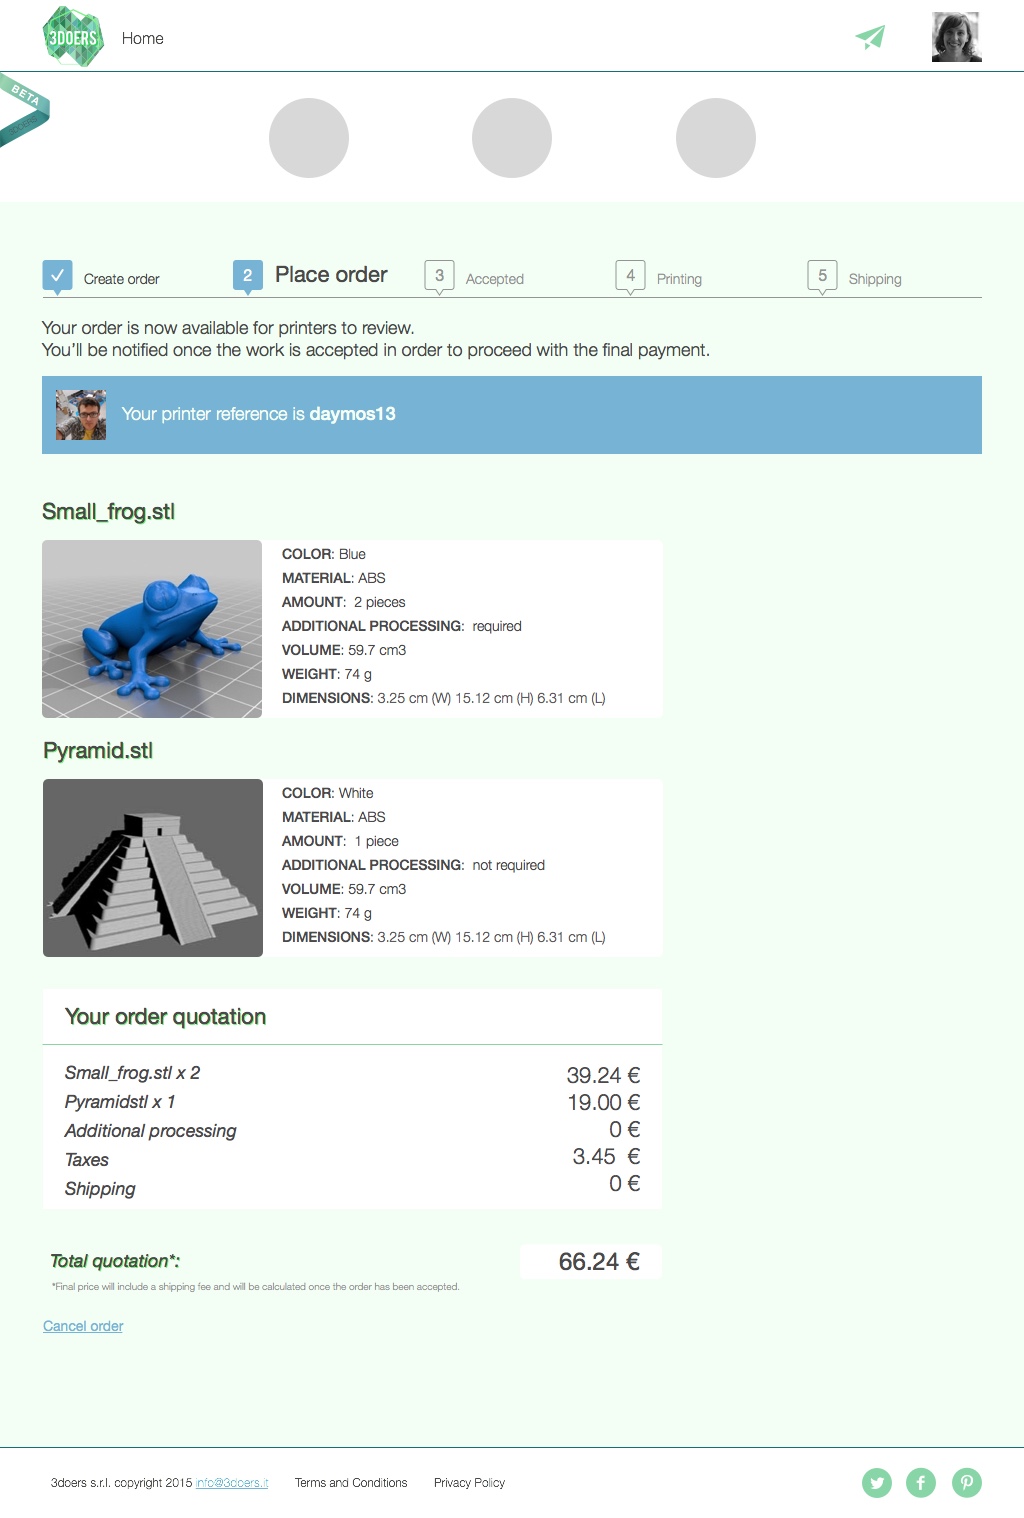 3DOERS
Home
BETA
3DOERS
✓ Create order
2 Place order
3 Accepted
4 Printing
5 Shipping
Your order is now available for printers to review.
You'll be notified once the work is accepted in order to proceed with the final payment.
Your printer reference is daymos13
Small_frog.stl
COLOR: Blue
MATERIAL: ABS
AMOUNT: 2 pieces
ADDITIONAL PROCESSING: required
VOLUME: 59.7 cm3
WEIGHT: 74 g
DIMENSIONS: 3.25 cm (W) 15.12 cm (H) 6.31 cm (L)
Pyramid.stl
COLOR: White
MATERIAL: ABS
AMOUNT: 1 piece
ADDITIONAL PROCESSING: not required
VOLUME: 59.7 cm3
WEIGHT: 74 g
DIMENSIONS: 3.25 cm (W) 15.12 cm (H) 6.31 cm (L)
Your order quotation
Small_frog.stl x 2 39.24 €
Pyramidstl x 1 19.00 €
Additional processing 0 €
Taxes 3.45 €
Shipping 0 €
Total quotation*: 66.24 €
*Final price will include a shipping fee and will be calculated once the order has been accepted.
Cancel order
3doers s.r.l. copyright 2015 info@3doers.it Terms and Conditions Privacy Policy